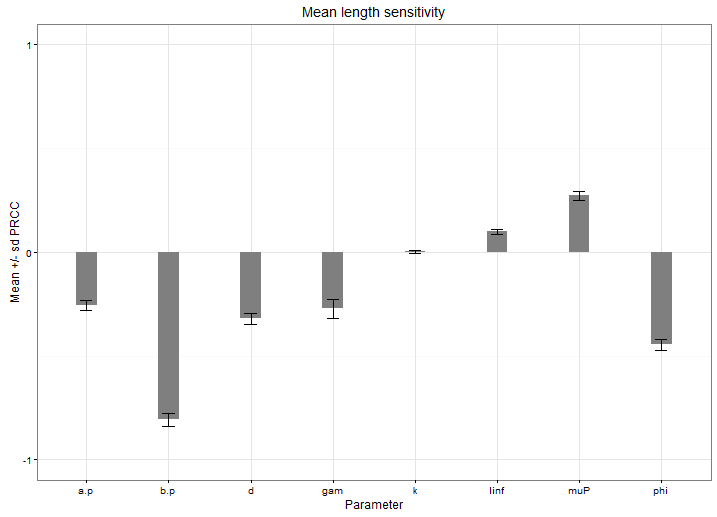 Mean length sensitivity
Mean +/- sd PRCC
1
0
-1
a.p b.p d gam k linf muP phi
Parameter